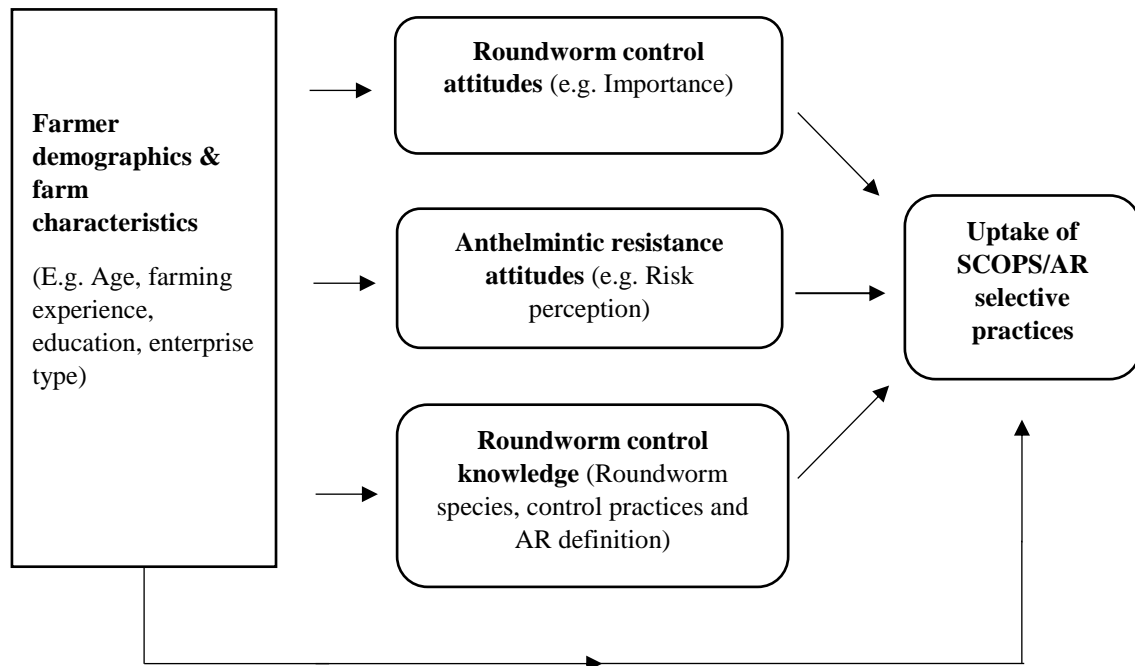 Farmer
demographics &
farm
characteristics
(E.g. Age, farming
experience,
education, enterprise
type)
Roundworm control
attitudes (e.g. Importance)
Anthelmintic resistance
attitudes (e.g. Risk
perception)
Roundworm control
knowledge (Roundworm
species, control practices and
AR definition)
Uptake of
SCOPS/AR
selective
practices